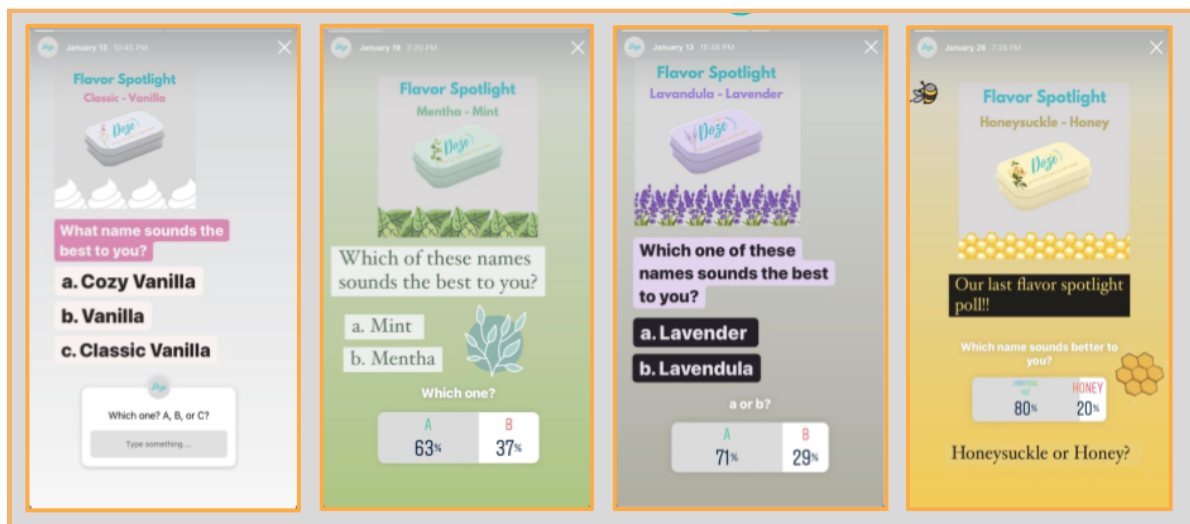 January 13 10:45 PM
Flavor Spotlight
Classic - Vanilla
Doze
What name sounds the
best to you?
a. Cozy Vanilla
b. Vanilla
c. Classic Vanilla
Which one? A, B, or C?
Type something...
January 19 8:20 PM
Flavor Spotlight
Mentha - Mint
Doze
Which of these names
sounds the best to you?
a. Mint
b. Mentha
Which one?
A B
63% 37%
January 13 10:46 PM
Flavor Spotlight
Lavandula - Lavender
Doze
Which one of these
names sounds the best
to you?
a. Lavender
b. Lavendula
a or b?
A B
71% 29%
January 26 7:26 PM
Flavor Spotlight
Honeysuckle - Honey
Doze
Our last flavor spotlight
poll!!
Which name sounds better to
you?
HONEY
80% 20%
Honeysuckle or Honey?